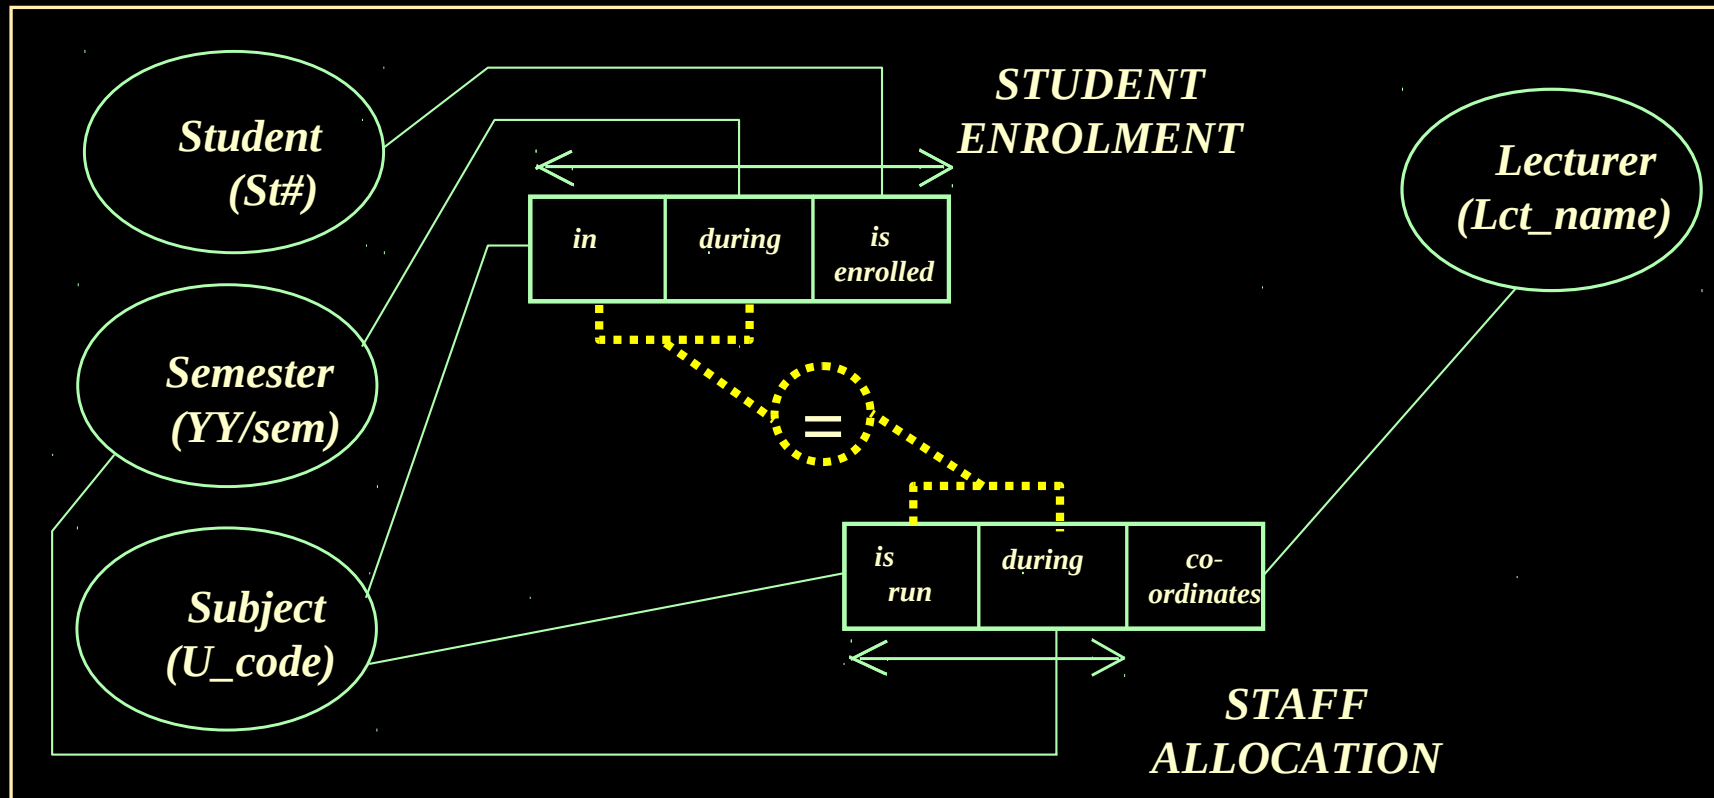 STUDENT
ENROLMENT
Student
(St#)
Lecturer
(Lct_name)
in
during
is
enrolled
Semester
(YY/sem)
=
is
run
during
co-
ordinates
Subject
(U_code)
STAFF
ALLOCATION